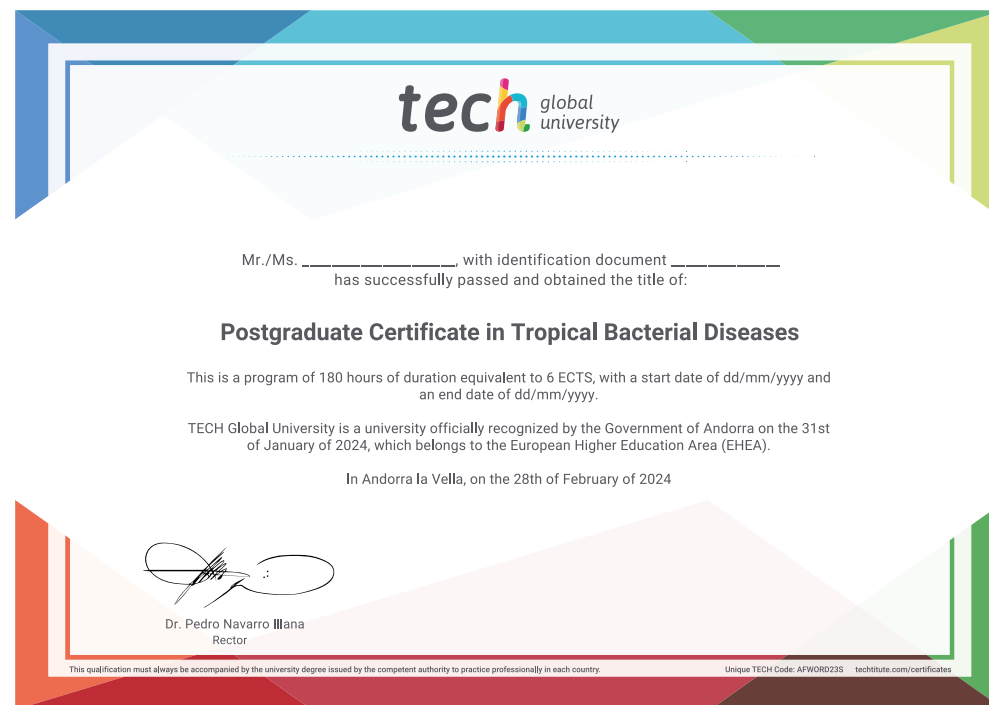 tech global
university
Mr./Ms. ____________________, with identification document ______________
has successfully passed and obtained the title of:
Postgraduate Certificate in Tropical Bacterial Diseases
This is a program of 180 hours of duration equivalent to 6 ECTS, with a start date of dd/mm/yyyy and
an end date of dd/mm/yyyy.
TECH Global University is a university officially recognized by the Government of Andorra on the 31st
of January of 2024, which belongs to the European Higher Education Area (EHEA).
In Andorra la Vella, on the 28th of February of 2024
Dr. Pedro Navarro Illana
Rector
This qualification must always be accompanied by the university degree issued by the competent authority to practice professionally in each country.
Unique TECH Code: AFWORD23S techtitute.com/certificates